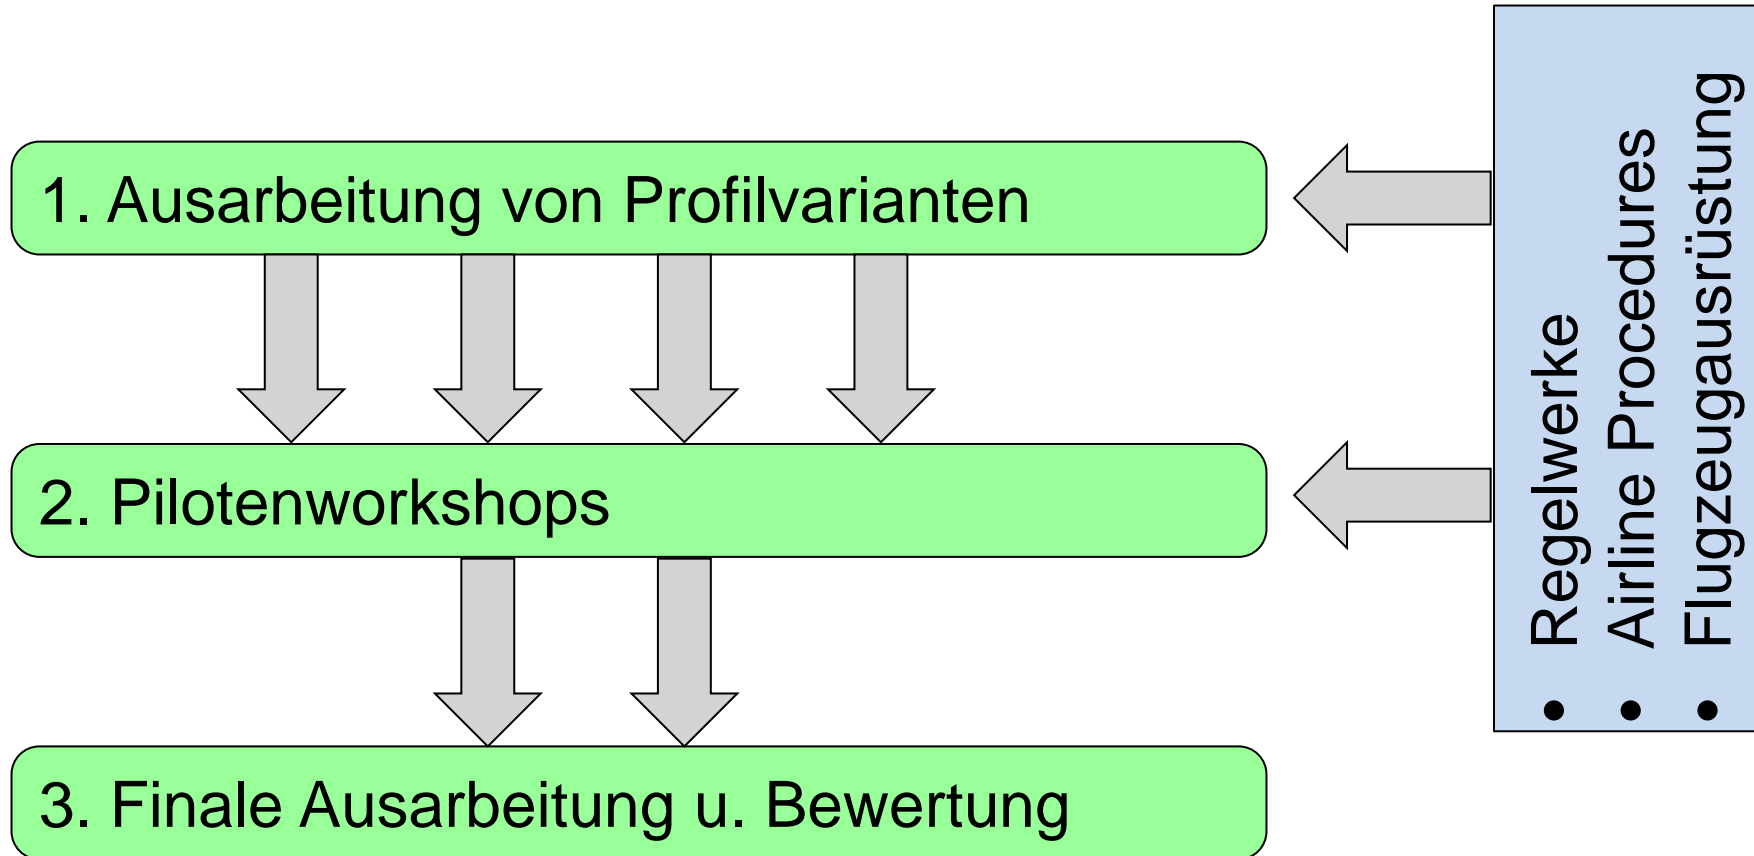 1. Ausarbeitung von Profilvarianten
2. Pilotenworkshops
3. Finale Ausarbeitung u. Bewertung
• Regelwerke
• Airline Procedures
• Flugzeugausrüstung